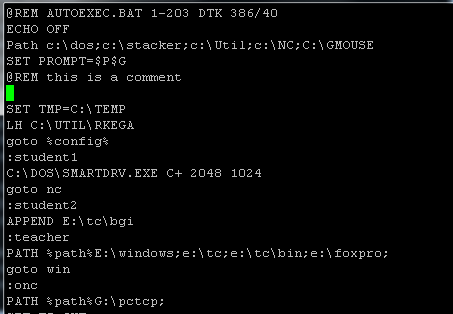 @REM AUTOEXEC.BAT 1-203 DTK 386/40
ECHO OFF
Path c:\dos;c:\stacker;c:\Util;c:\NC;C:\GMOUSE
SET PROMPT=$P$G
@REM this is a comment
SET TMP=C:\TEMP
LH C:\UTIL\RKEGA
goto %config%
:student1
C:\DOS\SMARTDRV.EXE C+ 2048 1024
goto nc
:student2
APPEND E:\tc\bgi
:teacher
PATH %path%E:\windows;e:\tc;e:\tc\bin;e:\foxpro;
goto win
:onc
PATH %path%G:\pctcp;